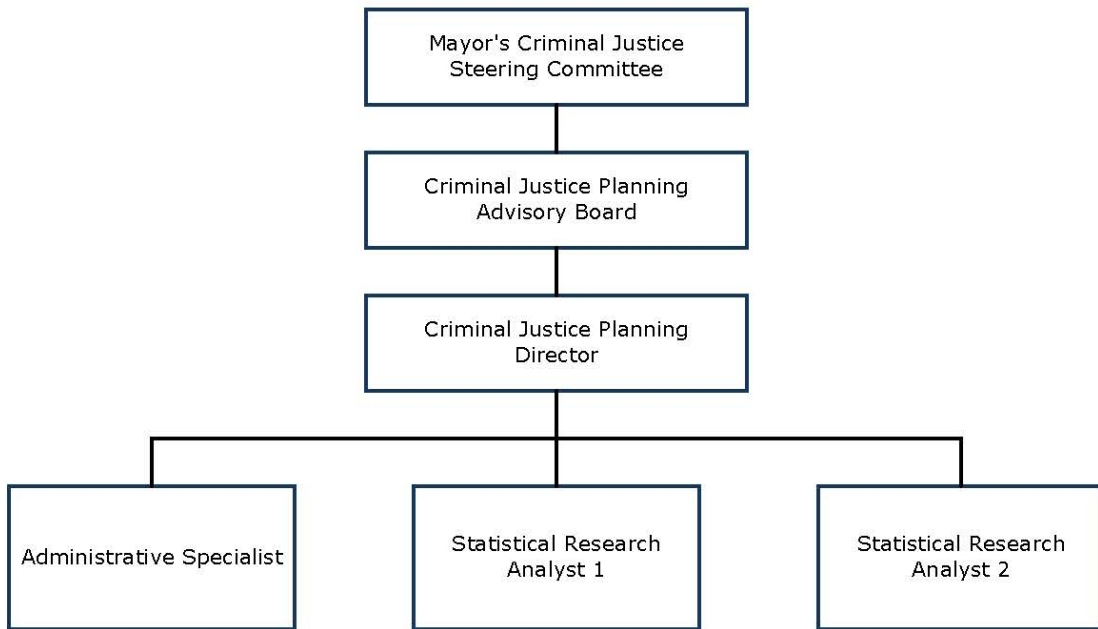 Mayor's Criminal Justice
Steering Committee
Criminal Justice Planning
Advisory Board
Criminal Justice Planning
Director
Administrative Specialist
Statistical Research
Analyst 1
Statistical Research
Analyst 2